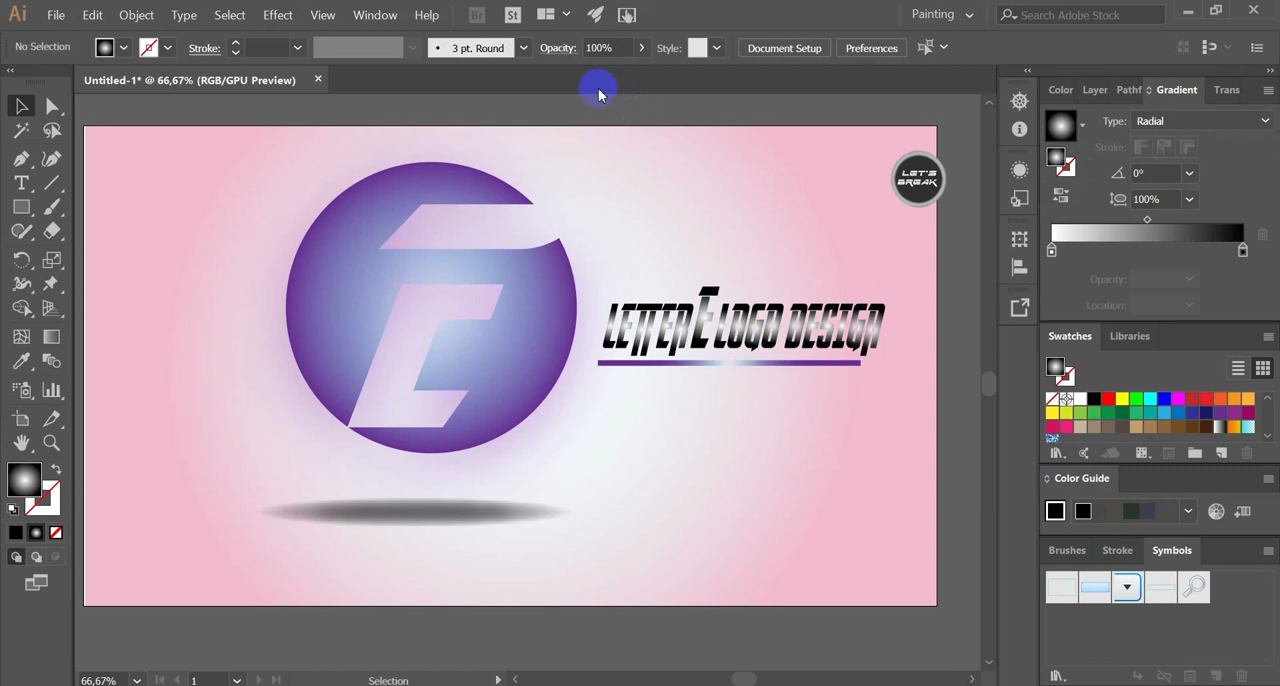 Ai File Edit Object Type Select Effect View Window Help Br St Painting Search Adobe Stock
No Selection Stroke: 3 pt. Round Opacity: 100% Style: Document Setup Preferences
Untitled-1* @ 66,67% (RGB/GPU Preview)
Color Layer Pathf Gradient Trans
Type: Radial
Stroke:
0°
100%
Opacity:
Location:
LET'S
BREAK
LETTER E LOGO DESIGN
Swatches Libraries
Color Guide
Brushes Stroke Symbols
66,67% 1 Selection